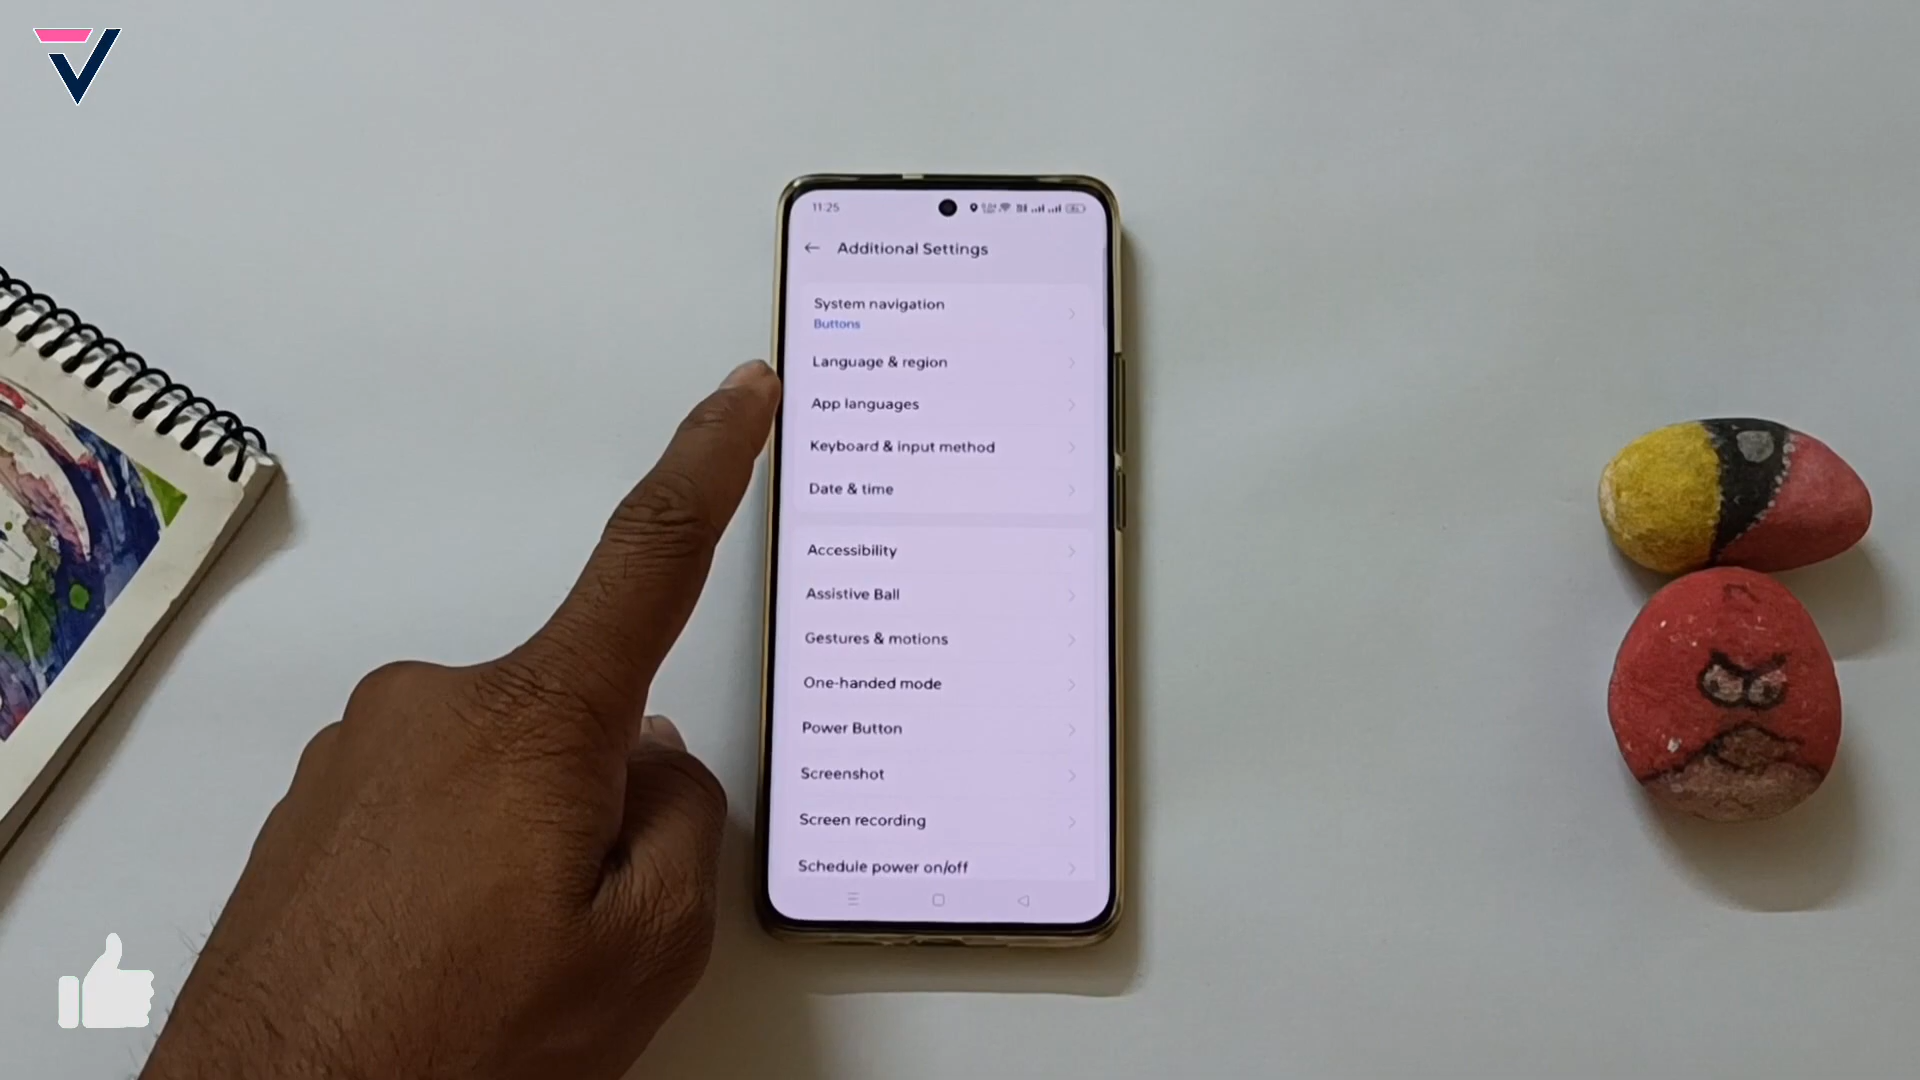 11:25
Additional Settings
System navigation
Buttons
Language & region
App languages
Keyboard & input method
Date & time
Accessibility
Assistive Ball
Gestures & motions
One-handed mode
Power Button
Screenshot
Screen recording
Schedule power on/off